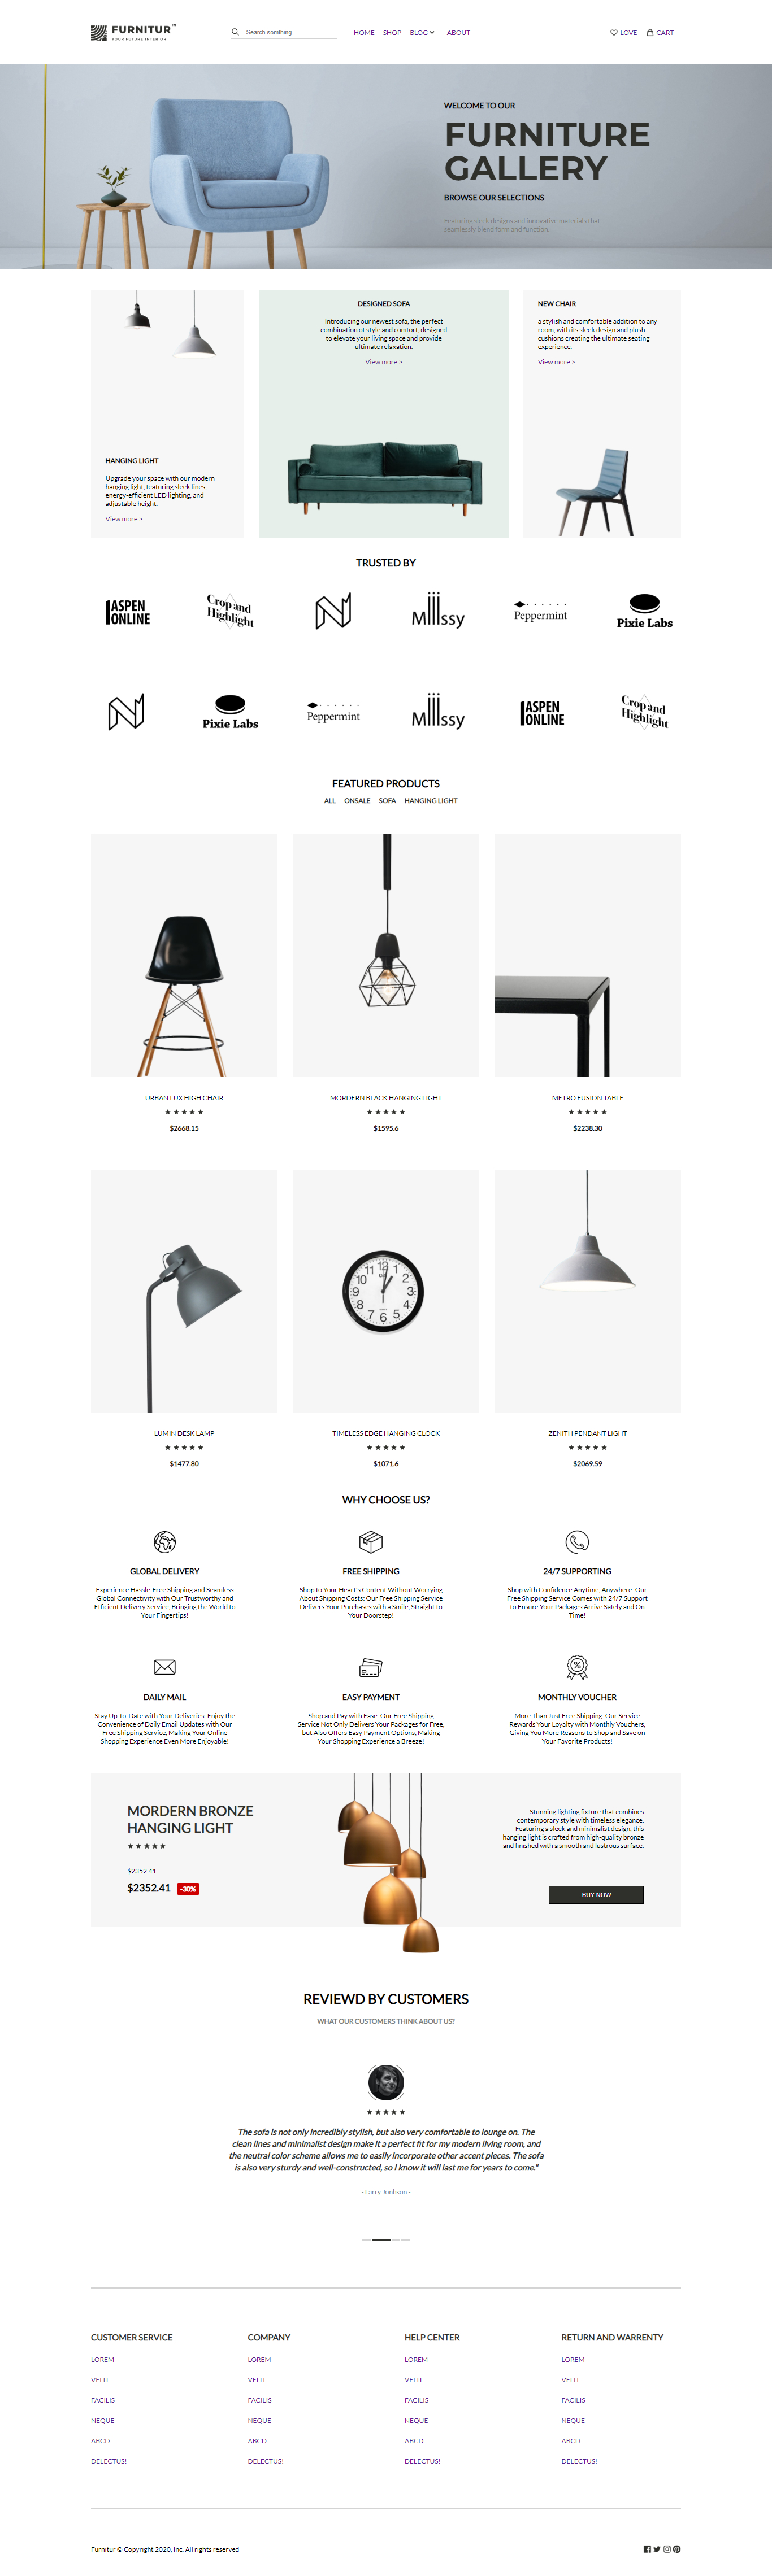 FURNITUR™
YOUR FUTURE INTERIOR
Search somthing
HOME SHOP BLOG ABOUT
LOVE CART
WELCOME TO OUR
FURNITURE
GALLERY
BROWSE OUR SELECTIONS
Featuring sleek designs and innovative materials that
seamlessly blend form and function.
HANGING LIGHT
Upgrade your space with our modern
hanging light, featuring sleek lines,
energy-efficient LED lighting, and
adjustable height.
View more >
DESIGNED SOFA
Introducing our newest sofa, the perfect
combination of style and comfort, designed
to elevate your living space and provide
ultimate relaxation.
View more >
NEW CHAIR
a stylish and comfortable addition to any
room, with its sleek design and plush
cushions creating the ultimate seating
experience.
View more >
TRUSTED BY
ASPEN
ONLINE
Crop and
Highlight
Milssy
Peppermint
Pixie Labs
Pixie Labs
Peppermint
Milssy
ASPEN
ONLINE
Crop and
Highlight
FEATURED PRODUCTS
ALL ONSALE SOFA HANGING LIGHT
URBAN LUX HIGH CHAIR
$2668.15
MORDERN BLACK HANGING LIGHT
$1595.6
METRO FUSION TABLE
$2238.30
12 1 2 3 4 5 6 7 8 9 10 11
LUMIN DESK LAMP
$1477.80
TIMELESS EDGE HANGING CLOCK
$1071.6
ZENITH PENDANT LIGHT
$2069.59
WHY CHOOSE US?
GLOBAL DELIVERY
Experience Hassle-Free Shipping and Seamless
Global Connectivity with Our Trustworthy and
Efficient Delivery Service, Bringing the World to
Your Fingertips!
FREE SHIPPING
Shop to Your Heart's Content Without Worrying
About Shipping Costs: Our Free Shipping Service
Delivers Your Purchases with a Smile, Straight to
Your Doorstep!
24/7 SUPPORTING
Shop with Confidence Anytime, Anywhere: Our
Free Shipping Service Comes with 24/7 Support
to Ensure Your Packages Arrive Safely and On
Time!
DAILY MAIL
Stay Up-to-Date with Your Deliveries: Enjoy the
Convenience of Daily Email Updates with Our
Free Shipping Service, Making Your Online
Shopping Experience Even More Enjoyable!
EASY PAYMENT
Shop and Pay with Ease: Our Free Shipping
Service Not Only Delivers Your Packages for Free,
but Also Offers Easy Payment Options, Making
Your Shopping Experience a Breeze!
MONTHLY VOUCHER
More Than Just Free Shipping: Our Service
Rewards Your Loyalty with Monthly Vouchers,
Giving You More Reasons to Shop and Save on
Your Favorite Products!
MORDERN BRONZE
HANGING LIGHT
$2352.41
$2352.41 -30%
Stunning lighting fixture that combines
contemporary style with timeless elegance.
Featuring a sleek and minimalist design, this
hanging light is crafted from high-quality bronze
and finished with a smooth and lustrous surface.
BUY NOW
REVIEWD BY CUSTOMERS
WHAT OUR CUSTOMERS THINK ABOUT US?
The sofa is not only incredibly stylish, but also very comfortable to lounge on. The
clean lines and minimalist design make it a perfect fit for my modern living room, and
the neutral color scheme allows me to easily incorporate other accent pieces. The sofa
is also very sturdy and well-constructed, so I know it will last me for years to come."
- Larry Jonhson -
CUSTOMER SERVICE
LOREM
VELIT
FACILIS
NEQUE
ABCD
DELECTUS!
COMPANY
LOREM
VELIT
FACILIS
NEQUE
ABCD
DELECTUS!
HELP CENTER
LOREM
VELIT
FACILIS
NEQUE
ABCD
DELECTUS!
RETURN AND WARRENTY
LOREM
VELIT
FACILIS
NEQUE
ABCD
DELECTUS!
Furnitur © Copyright 2020, Inc. All rights reserved